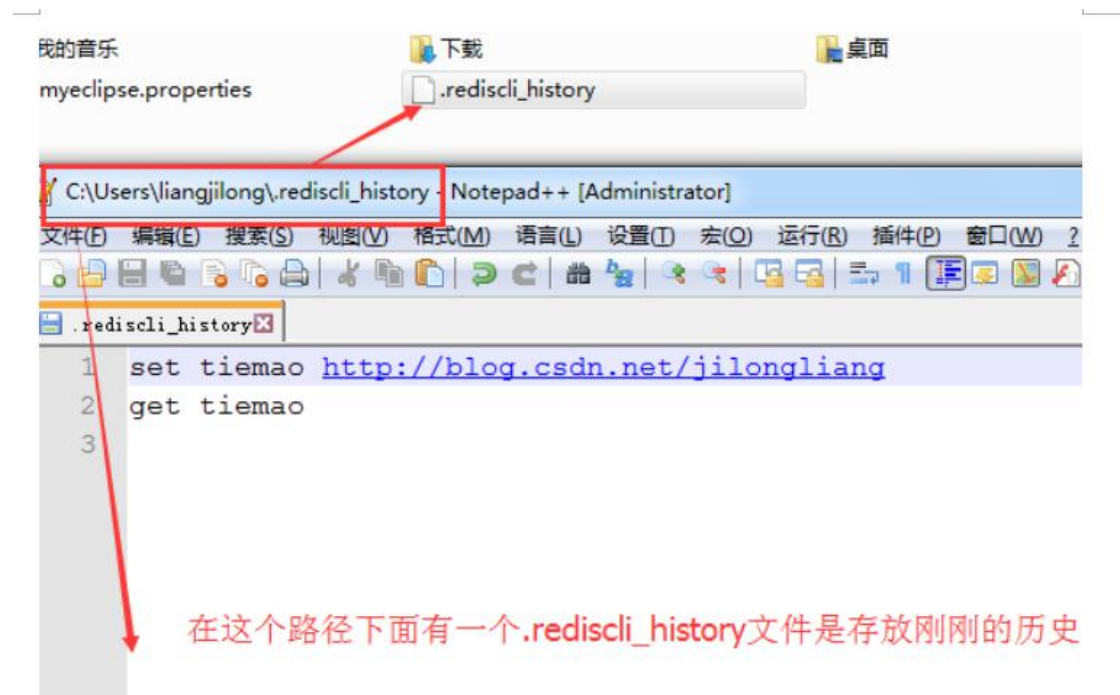 我的音乐 下载 桌面
myeclipse.properties .rediscli_history
C:\Users\liangjilong\.rediscli_history - Notepad++ [Administrator]
文件(F) 编辑(E) 搜索(S) 视图(V) 格式(M) 语言(L) 设置(T) 宏(O) 运行(R) 插件(P) 窗口(W) ?
.rediscli_history
1 set tiemao http://blog.csdn.net/jilongliang
2 get tiemao
3
在这个路径下面有一个.rediscli_history文件是存放刚刚的历史